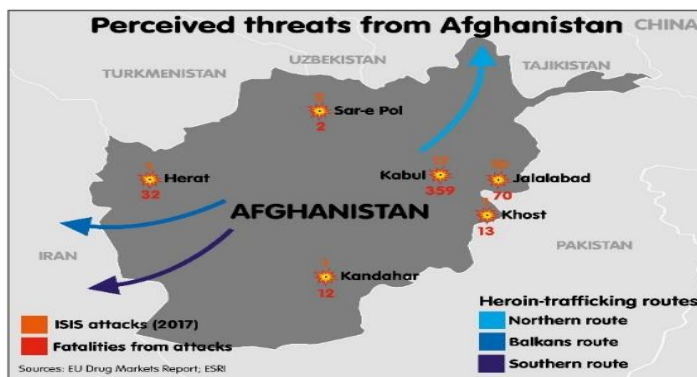 Perceived threats from Afghanistan
CHINA
UZBEKISTAN
TURKMENISTAN
TAJIKISTAN
Sar-e Pol
2
Herat
32
Kabul
359
Jalalabad
70
AFGHANISTAN
Khost
13
IRAN
PAKISTAN
Kandahar
12
Heroin-trafficking routes
ISIS attacks (2017)
Northern route
Fatalities from attacks
Balkans route
Southern route
Sources: EU Drug Markets Report; ESRI